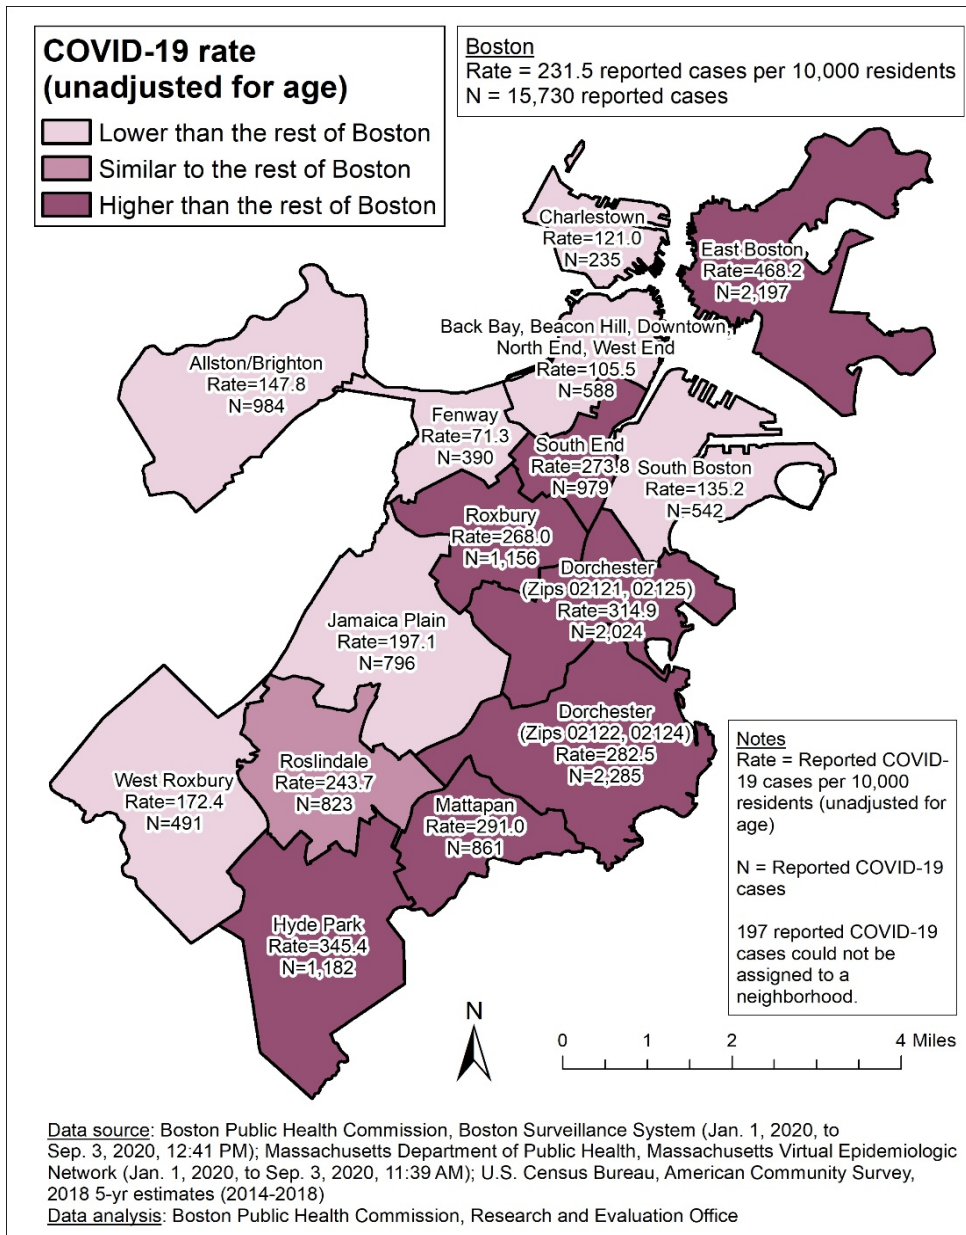 COVID-19 rate
(unadjusted for age)
Lower than the rest of Boston
Similar to the rest of Boston
Higher than the rest of Boston
Boston
Rate = 231.5 reported cases per 10,000 residents
N = 15,730 reported cases
Charlestown
Rate=121.0
N=235
East Boston
Rate=468.2
N=2,197
Back Bay, Beacon Hill, Downtown,
North End, West End
Rate=105.5
N=588
Allston/Brighton
Rate=147.8
N=984
Fenway
Rate=71.3
N=390
South End
Rate=273.8
N=979
South Boston
Rate=135.2
N=542
Roxbury
Rate=268.0
N=1,156
Dorchester
(Zips 02121, 02125)
Rate=314.9
N=2,024
Jamaica Plain
Rate=197.1
N=796
Dorchester
(Zips 02122, 02124)
Rate=282.5
N=2,285
West Roxbury
Rate=172.4
N=491
Roslindale
Rate=243.7
N=823
Mattapan
Rate=291.0
N=861
Hyde Park
Rate=345.4
N=1,182
Notes
Rate = Reported COVID-
19 cases per 10,000
residents (unadjusted for
age)
N = Reported COVID-19
cases
197 reported COVID-19
cases could not be
assigned to a
neighborhood.
N
0 1 2 4 Miles
Data source: Boston Public Health Commission, Boston Surveillance System (Jan. 1, 2020, to
Sep. 3, 2020, 12:41 PM); Massachusetts Department of Public Health, Massachusetts Virtual Epidemiologic
Network (Jan. 1, 2020, to Sep. 3, 2020, 11:39 AM); U.S. Census Bureau, American Community Survey,
2018 5-yr estimates (2014-2018)
Data analysis: Boston Public Health Commission, Research and Evaluation Office